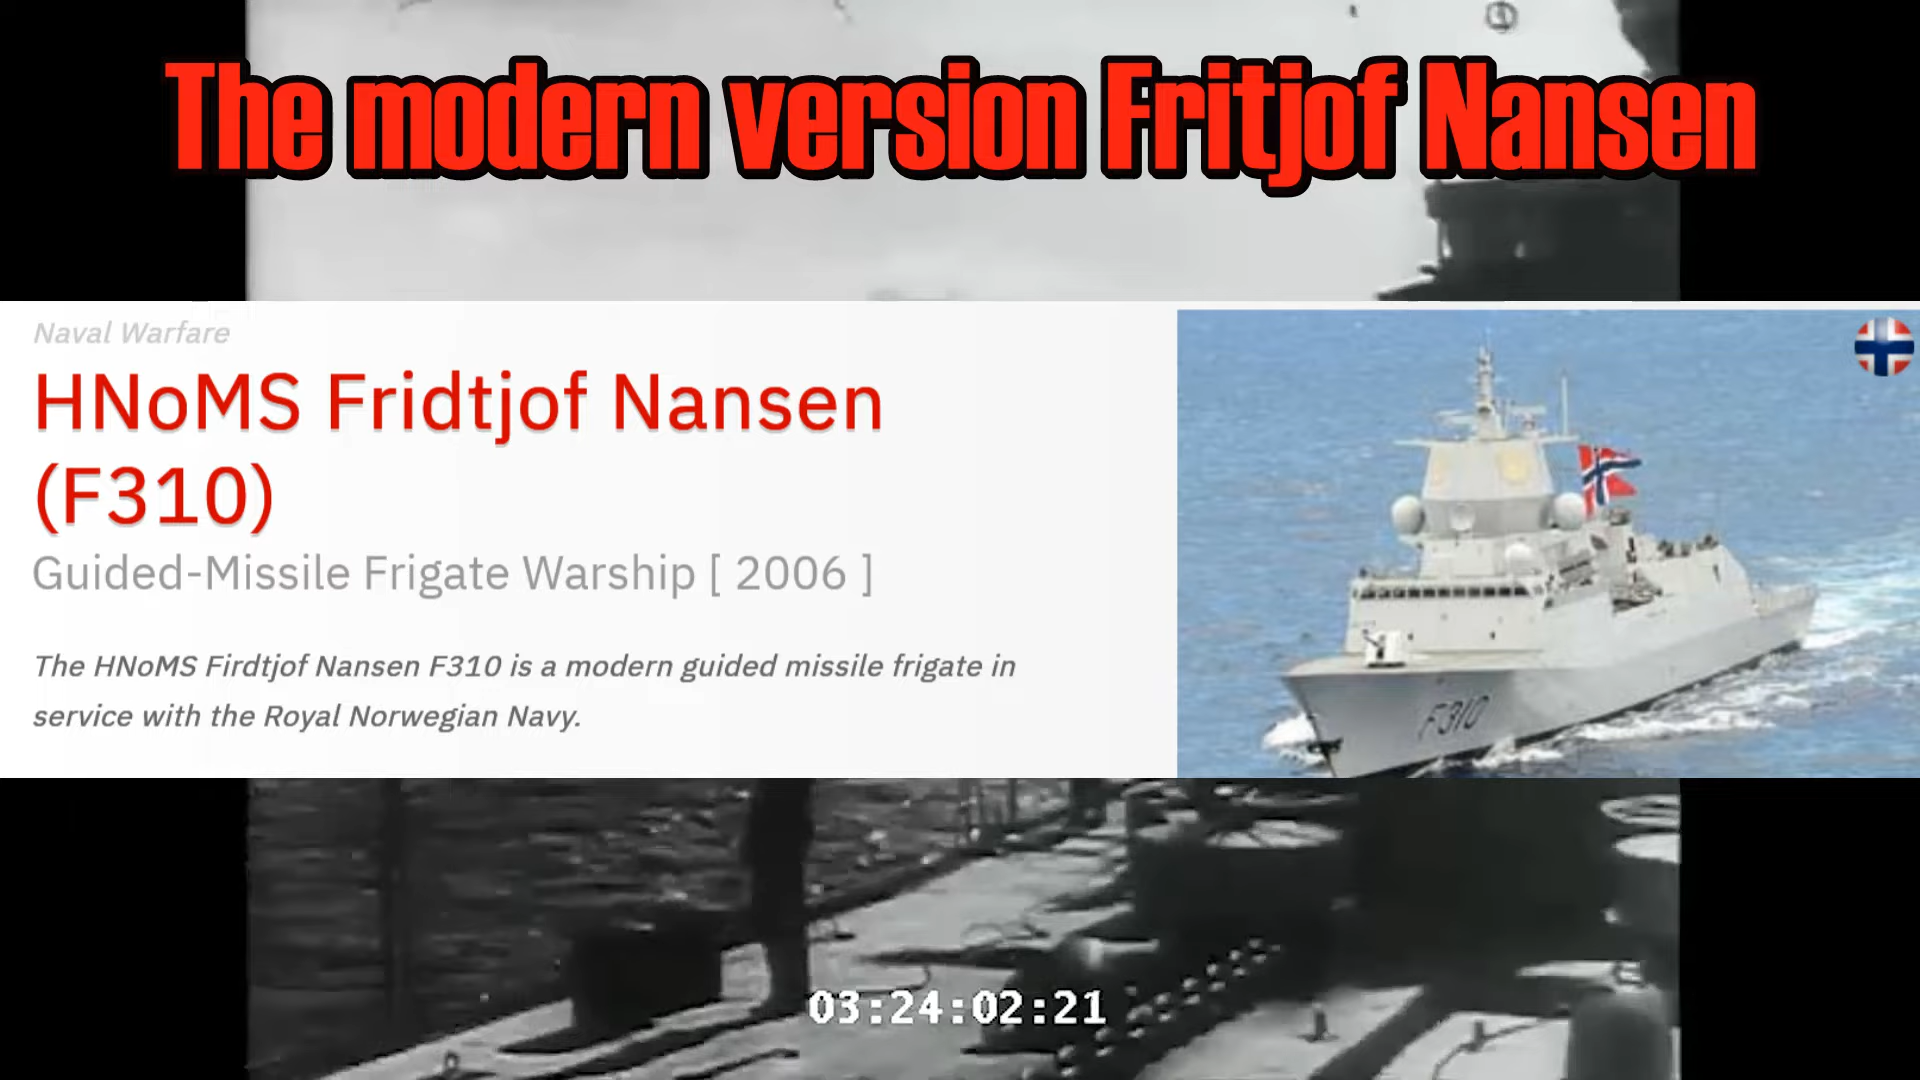 The modern version Fritjof Nansen
Naval Warfare
HNoMS Fridtjof Nansen
(F310)
Guided-Missile Frigate Warship [ 2006 ]
The HNoMS Firdtjof Nansen F310 is a modern guided missile frigate in
service with the Royal Norwegian Navy.
F310
03:24:02:21